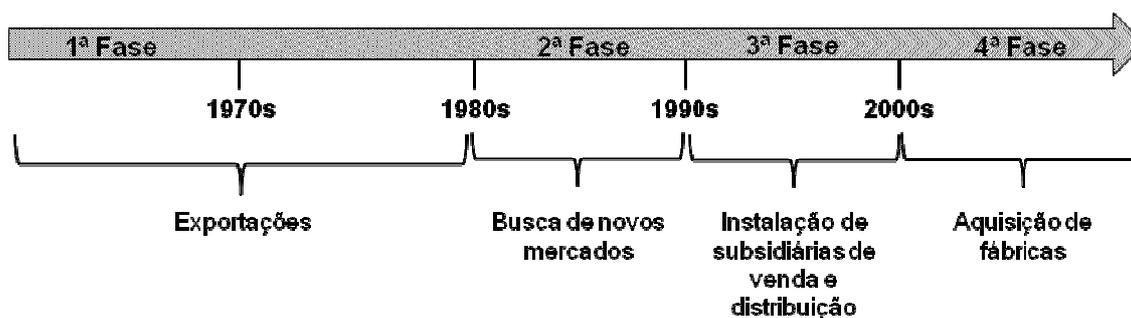 1ª Fase
2ª Fase
3ª Fase
4ª Fase
1970s
1980s
1990s
2000s
Exportações
Busca de novos
mercados
Instalação de
subsidiárias de
venda e
distribuição
Aquisição de
fábricas